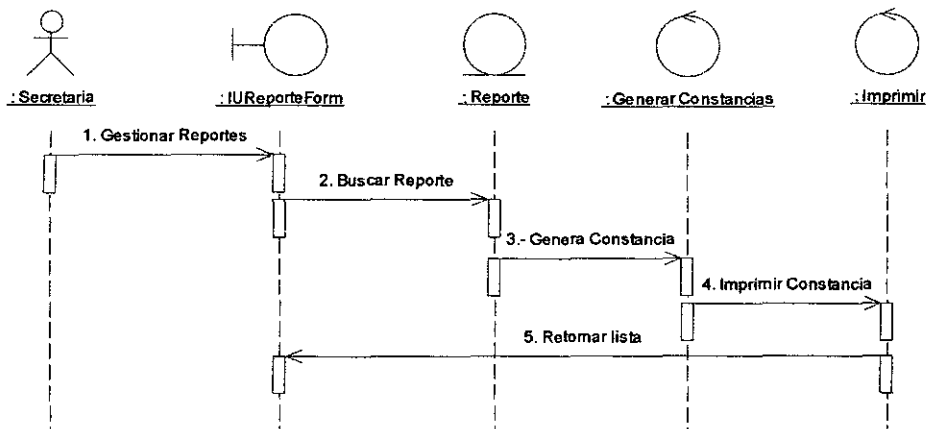 : Secretaria
: IUReporteForm
: Reporte
: Generar Constancias
: Imprimir
1. Gestionar Reportes
2. Buscar Reporte
3.- Genera Constancia
4. Imprimir Constancia
5. Retornar lista